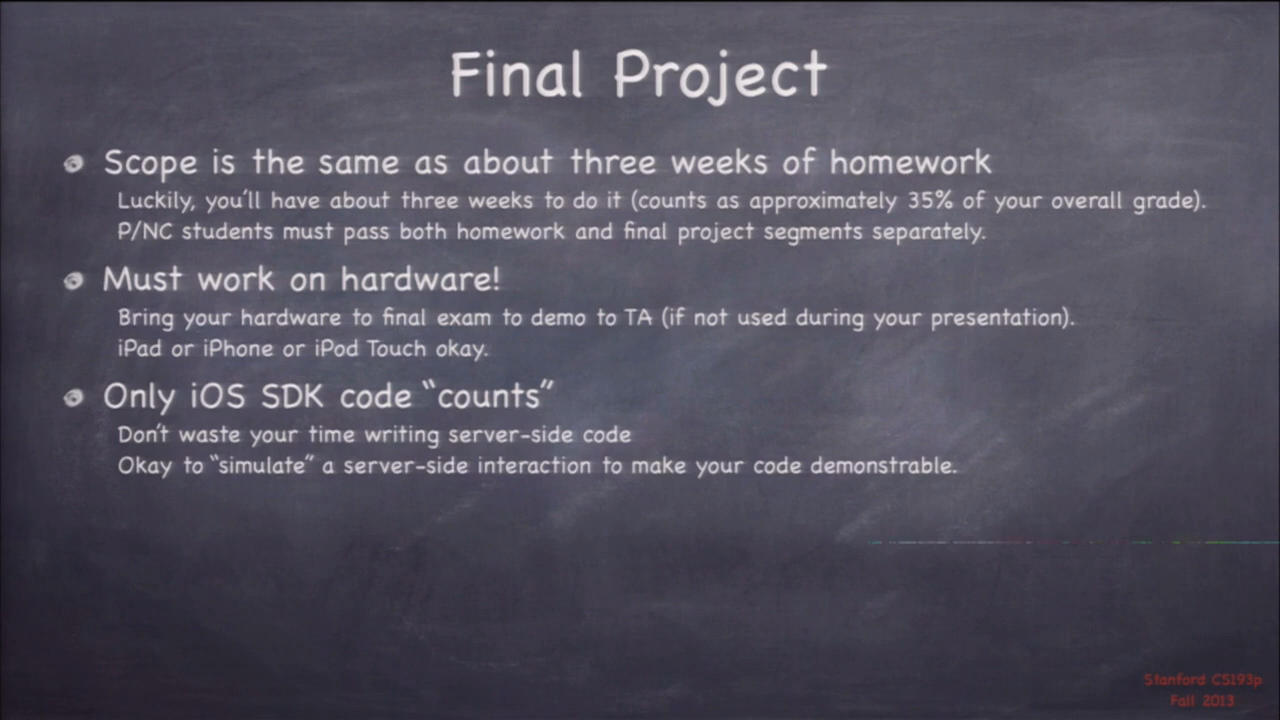 Final Project
Scope is the same as about three weeks of homework
Luckily, you'll have about three weeks to do it (counts as approximately 35% of your overall grade).
P/NC students must pass both homework and final project segments separately.
Must work on hardware!
Bring your hardware to final exam to demo to TA (if not used during your presentation).
iPad or iPhone or iPod Touch okay.
Only iOS SDK code “counts”
Don't waste your time writing server-side code
Okay to “simulate” a server-side interaction to make your code demonstrable.
Stanford CS193p
Fall 2013